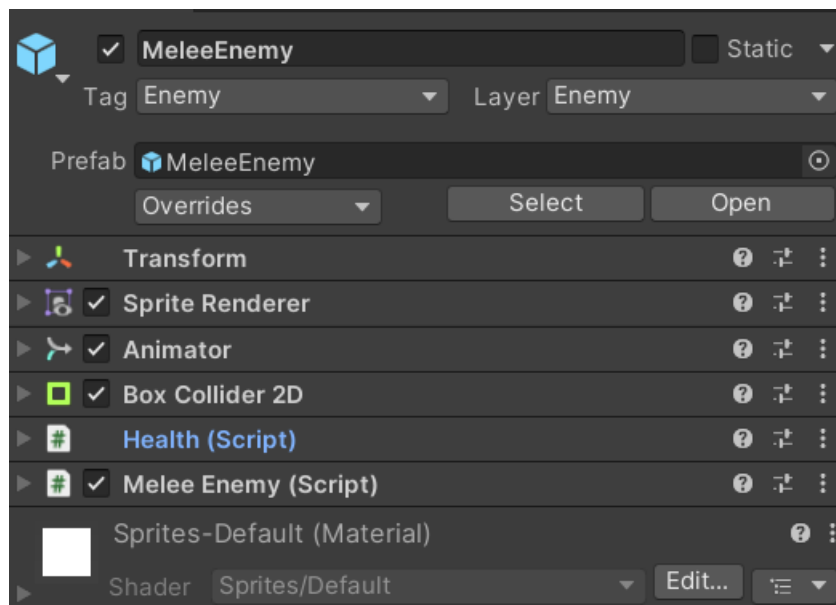 MeleeEnemy Static
Tag Enemy Layer Enemy
Prefab MeleeEnemy
Overrides Select Open
Transform
Sprite Renderer
Animator
Box Collider 2D
Health (Script)
Melee Enemy (Script)
Sprites-Default (Material)
Shader Sprites/Default Edit...